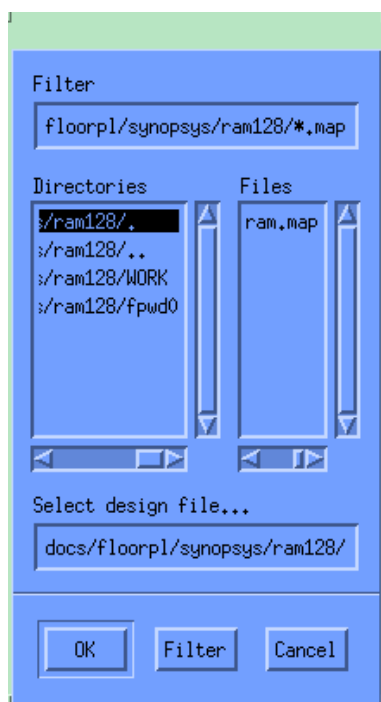 Filter
floorpl/synopsys/ram128/*.map
Directories Files
s/ram128/. ram.map
s/ram128/..
s/ram128/WORK
s/ram128/fpwd0
Select design file...
docs/floorpl/synopsys/ram128/
OK Filter Cancel